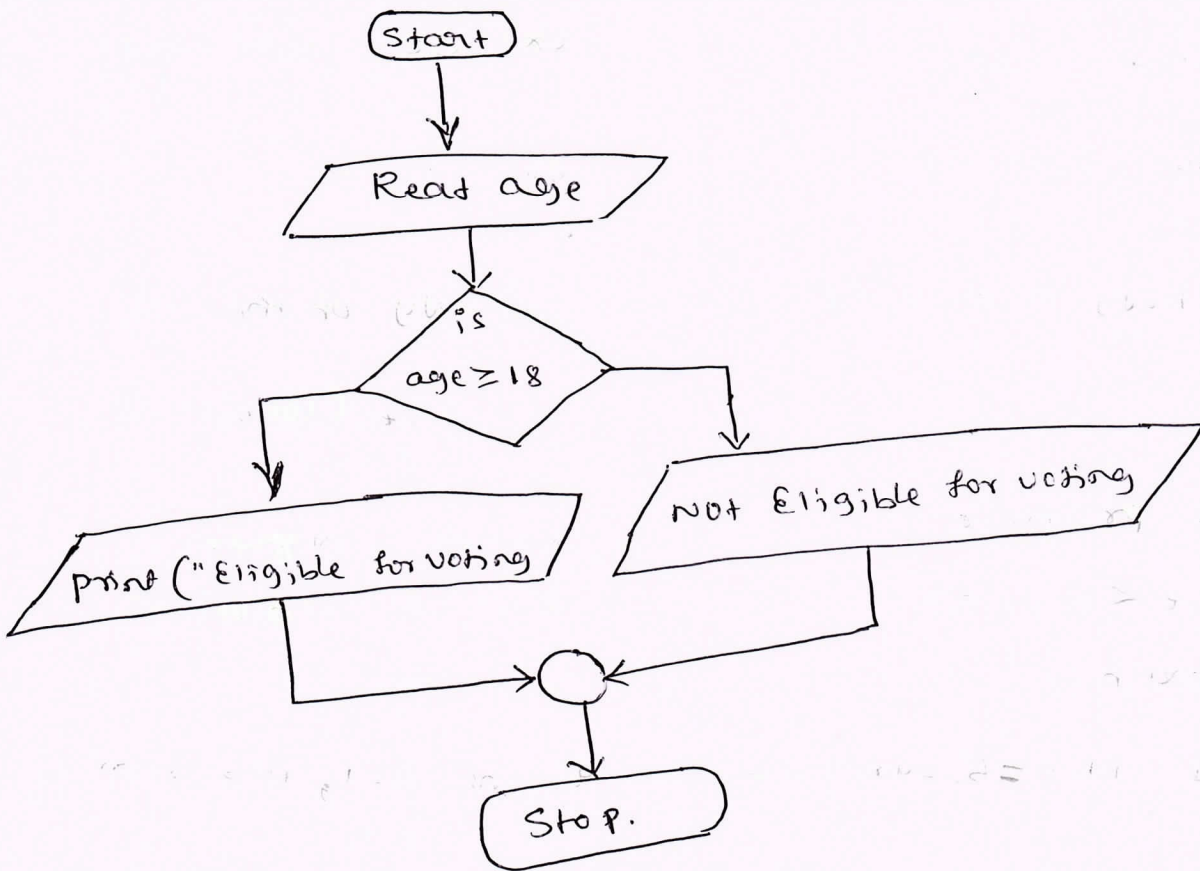 Start
Read age
is
age ≥ 18
print ("Eligible for voting
Not Eligible for voting
Stop.